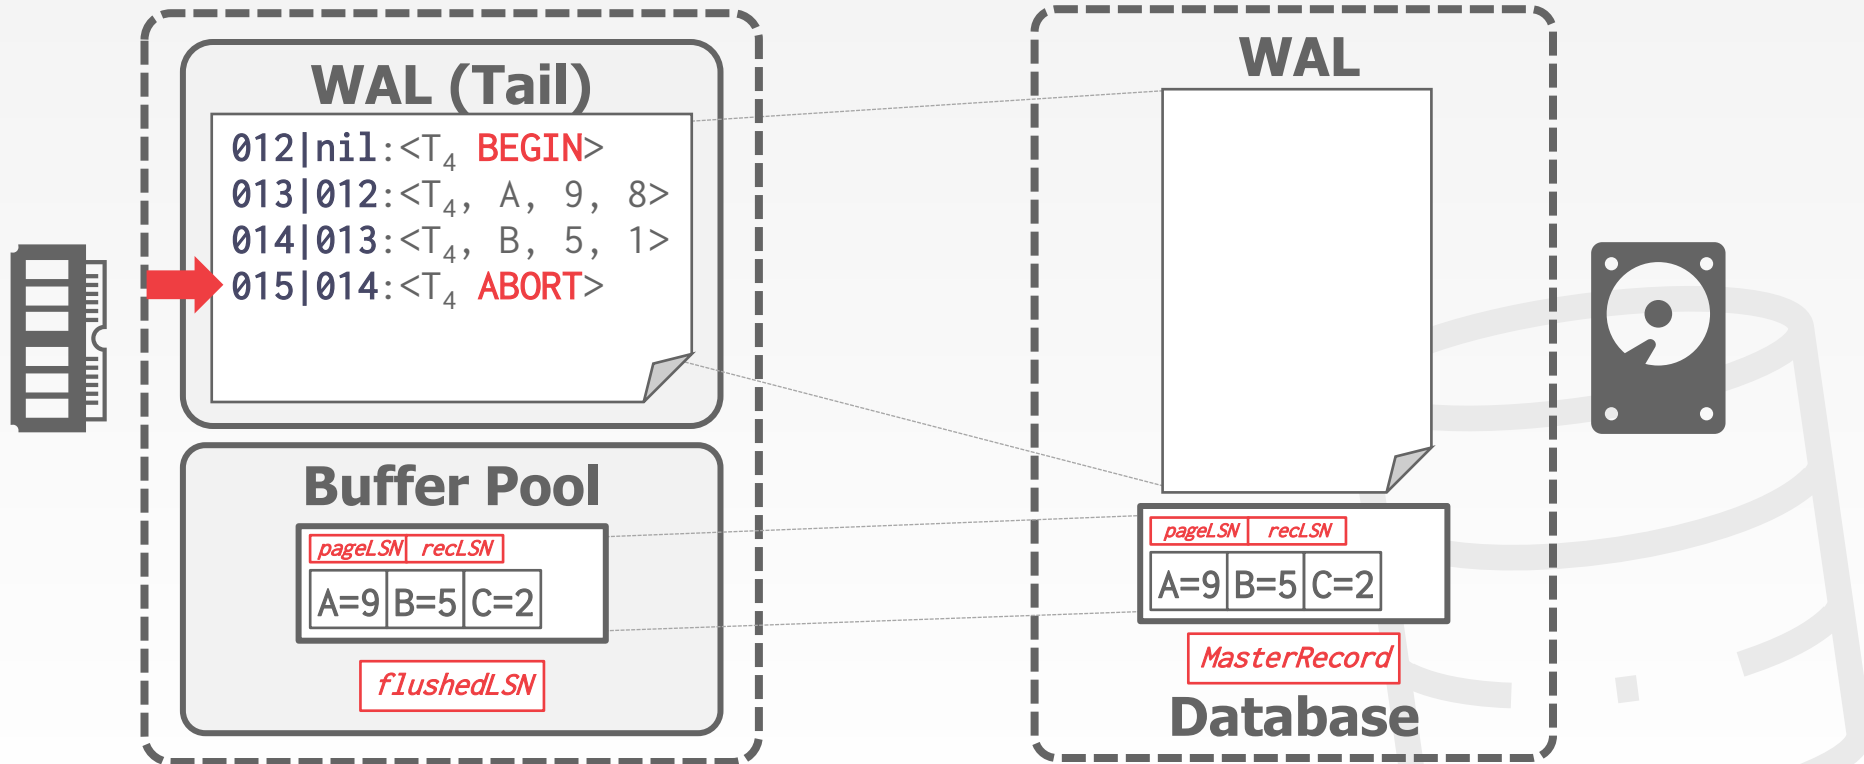 WAL (Tail)
012|nil:<T4 BEGIN>
013|012:<T4, A, 9, 8>
014|013:<T4, B, 5, 1>
015|014:<T4 ABORT>
Buffer Pool
pageLSN recLSN
A=9 B=5 C=2
flushedLSN
WAL
pageLSN recLSN
A=9 B=5 C=2
MasterRecord
Database